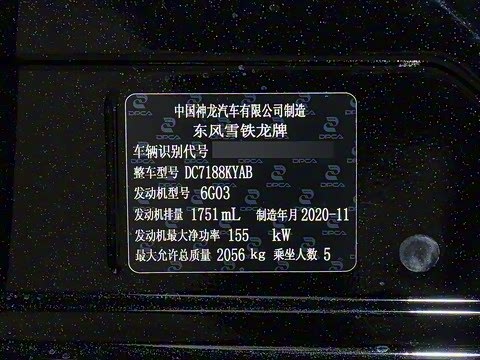 中国神龙汽车有限公司制造
东风雪铁龙牌
车辆识别代号
整车型号 DC7188KYAB
发动机型号 6G03
发动机排量 1751 mL 制造年月 2020-11
发动机最大净功率 155 kW
最大允许总质量 2056 kg 乘坐人数 5